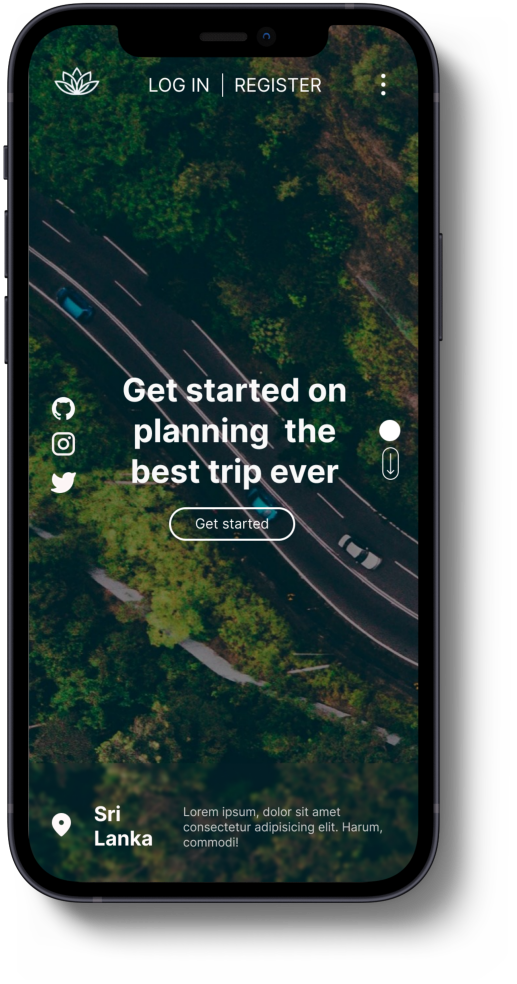 LOG IN | REGISTER
Get started on
planning the
best trip ever
Get started
Sri
Lanka
Lorem ipsum, dolor sit amet
consectetur adipisicing elit. Harum,
commodi!